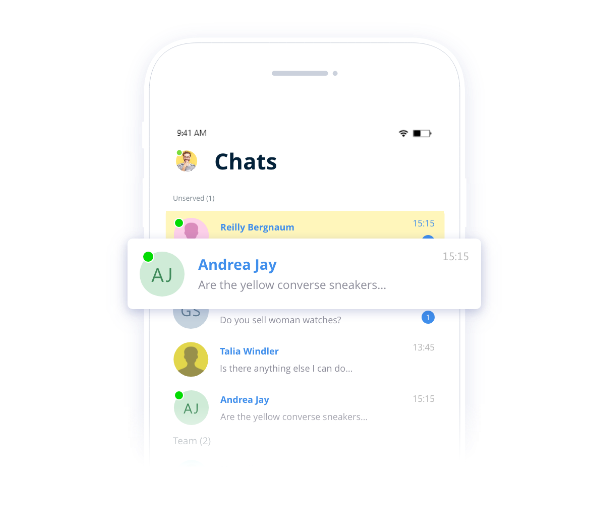 9:41 AM
Chats
Unserved (1)
Reilly Bergnaum
15:15
Andrea Jay
15:15
AJ
Are the yellow converse sneakers...
GS
Do you sell woman watches?
1
Talia Windler
13:45
Is there anything else I can do...
Andrea Jay
15:15
AJ
Are the yellow converse sneakers...
Team (2)